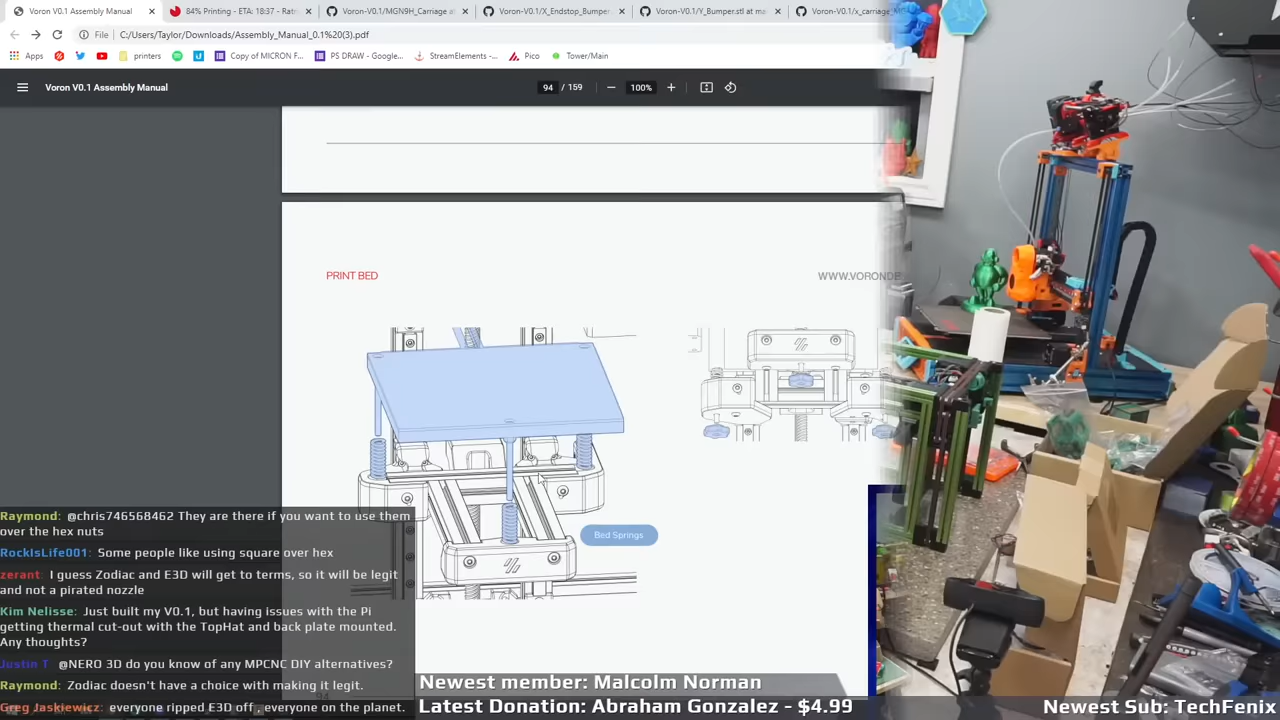 Voron V0.1 Assembly Manual
84% Printing - ETA: 18:37 - Ratr
Voron-V0.1/MGN9H_Carriage at
Voron-V0.1/X_Endstop_Bumper
Voron-V0.1/Y_Bumper.stl at ma
Voron-V0.1/x_carriage_M
File
C:/Users/Taylor/Downloads/Assembly_Manual_0.1%20(3).pdf
Apps
printers
Copy of MICRON F...
PS DRAW - Google...
StreamElements -...
Pico
Tower/Main
Voron V0.1 Assembly Manual
94 / 159
100%
PRINT BED
WWW.VORONDE
Bed Springs
Raymond: @chris746568462 They are there if you want to use them
over the hex nuts
RockIsLife001: Some people like using square over hex
zerant: I guess Zodiac and E3D will get to terms, so it will be legit
and not a pirated nozzle
Kim Nelisse: Just built my V0.1, but having issues with the Pi
getting thermal cut-out with the TopHat and back plate mounted.
Any thoughts?
Justin T @NERO 3D do you know of any MPCNC DIY alternatives?
Raymond: Zodiac doesn't have a choice with making it legit.
Greg Jaskiewicz: everyone ripped E3D off , everyone on the planet.
Newest member: Malcolm Norman
Latest Donation: Abraham Gonzalez - $4.99
Newest Sub: TechFenix